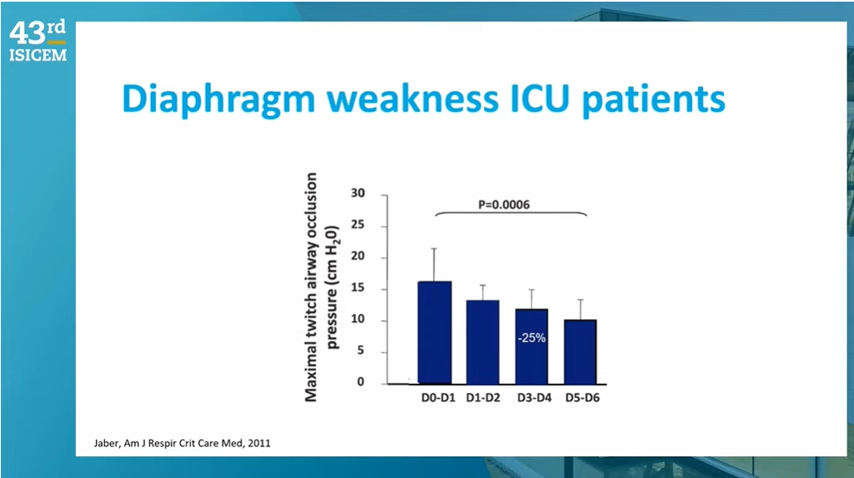 43rd
ISICEM
Diaphragm weakness ICU patients
Maximal twitch airway occlusion
pressure (cm H₂0)
30
25
20
15
10
5
0
P=0.0006
-25%
D0-D1 D1-D2 D3-D4 D5-D6
Jaber, Am J Respir Crit Care Med, 2011